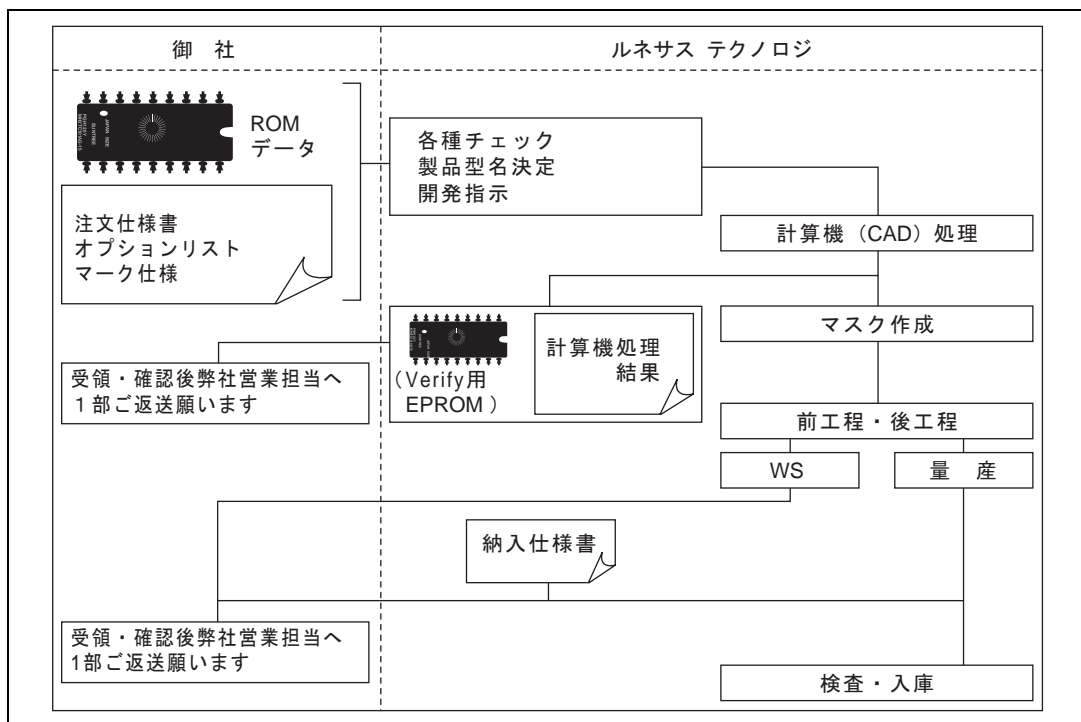 御 社
ルネサス テクノロジ
ROM
データ
注文仕様書
オプションリスト
マーク仕様
各種チェック
製品型名決定
開発指示
計算機（CAD）処理
マスク作成
計算機処理
結果
（Verify用
EPROM ）
受領・確認後弊社営業担当へ
１部ご返送願います
前工程・後工程
WS
量 産
納入仕様書
受領・確認後弊社営業担当へ
1部ご返送願います
検査・入庫